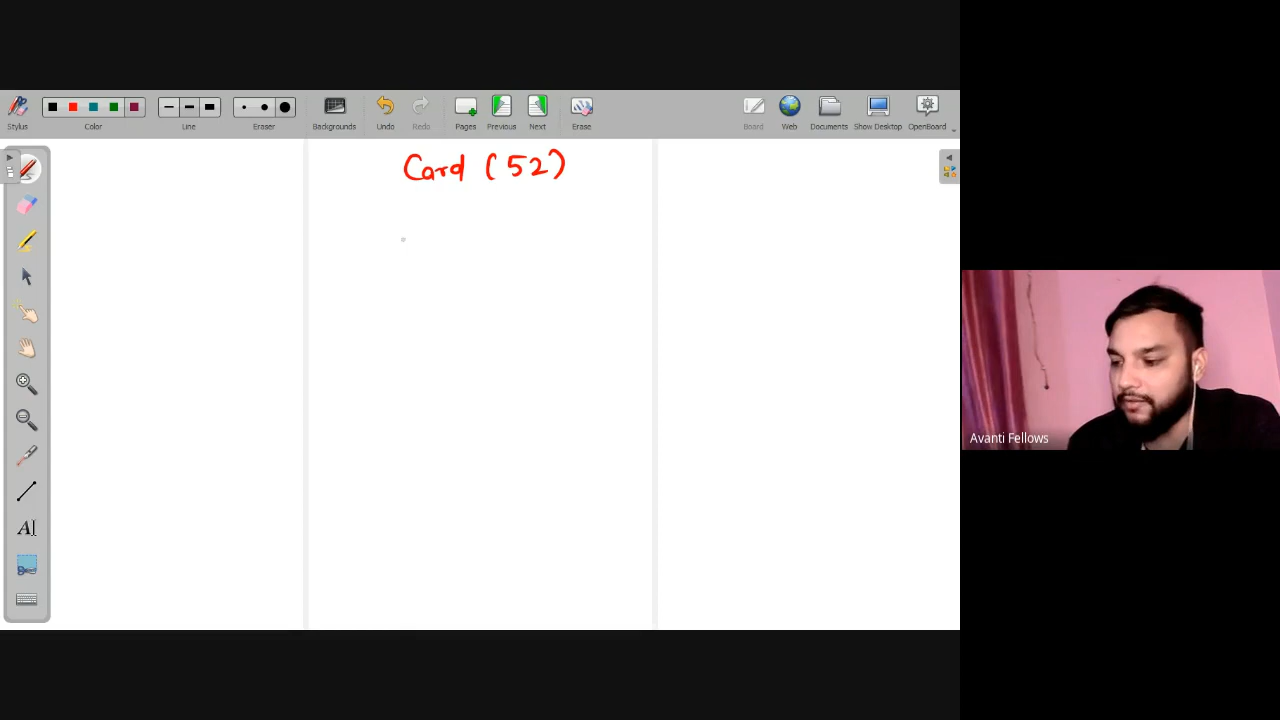 Stylus
Color
Line
Eraser
Backgrounds
Undo
Redo
Pages
Previous
Next
Erase
Board
Web
Documents
Show Desktop
OpenBoard
Card (52)
AI
Avanti Fellows